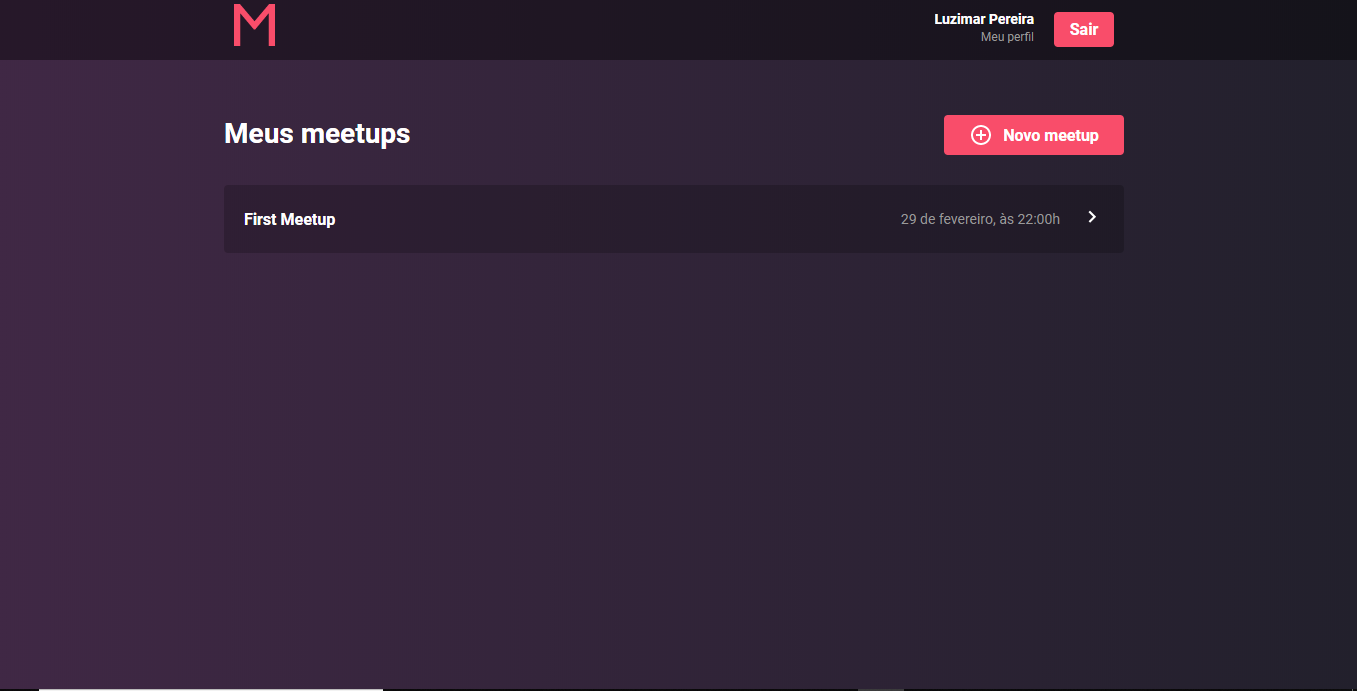 M
Luzimar Pereira
Meu perfil
Sair
Meus meetups
Novo meetup
First Meetup
29 de fevereiro, às 22:00h